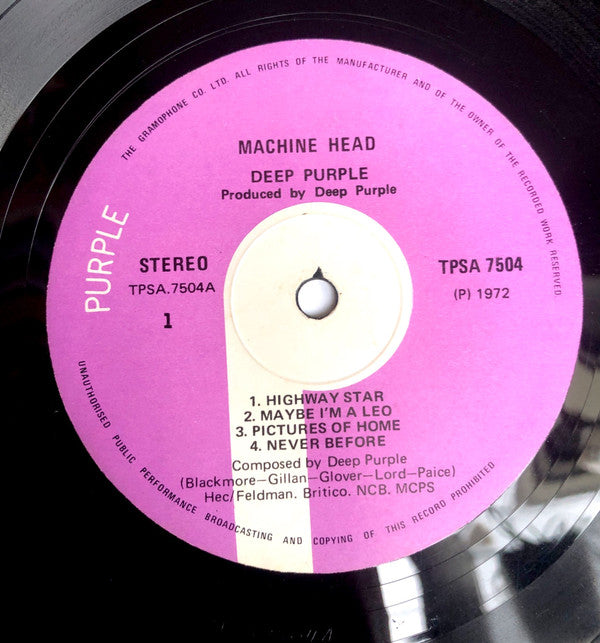 THE GRAMOPHONE CO. LTD. ALL RIGHTS OF THE MANUFACTURER AND OF THE OWNER OF THE RECORDED WORK RESERVED.
MACHINE HEAD
DEEP PURPLE
Produced by Deep Purple
PURPLE
STEREO
TPSA 7504
TPSA.7504A
(P) 1972
1
1. HIGHWAY STAR
2. MAYBE I'M A LEO
3. PICTURES OF HOME
4. NEVER BEFORE
Composed by Deep Purple
(Blackmore–Gillan–Glover–Lord–Paice)
Hec/Feldman. Britico. NCB. MCPS
UNAUTHORISED PUBLIC PERFORMANCE BROADCASTING AND COPYING OF THIS RECORD PROHIBITED